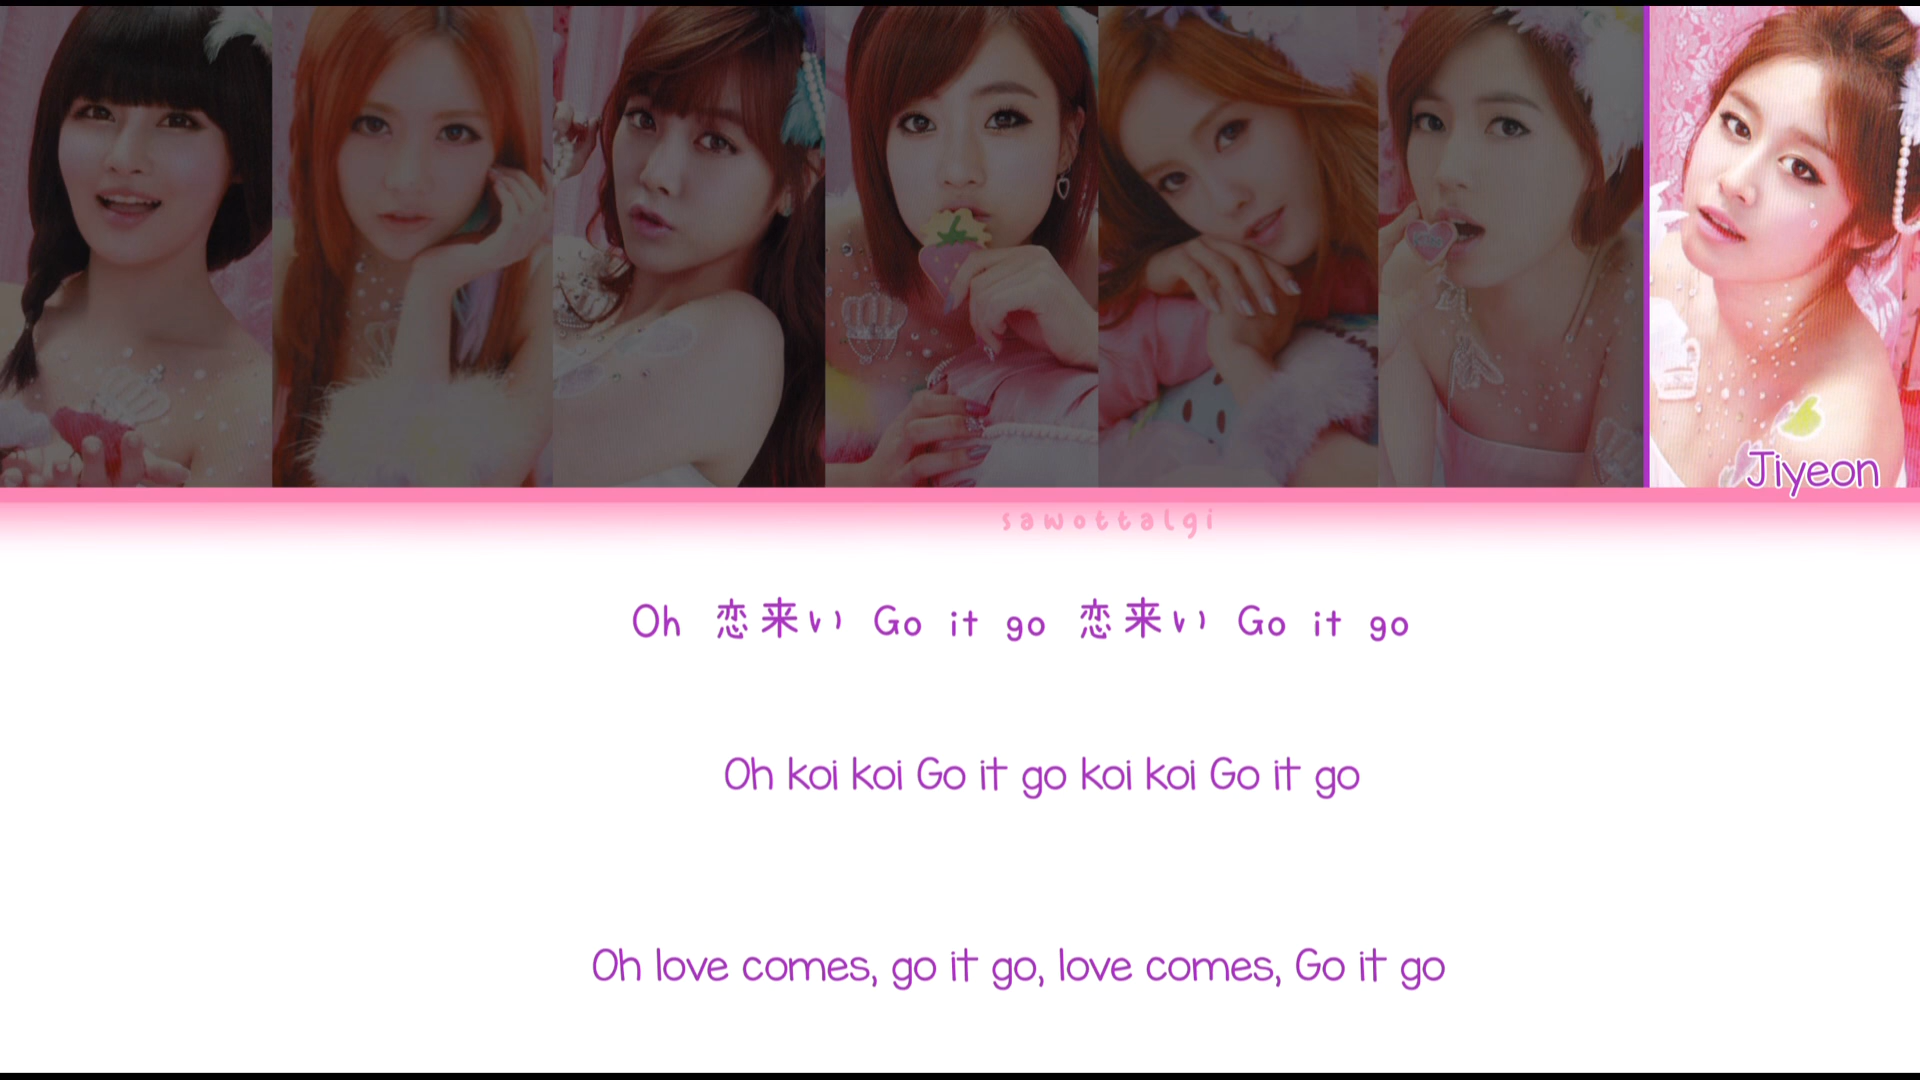 Jiyeon
sawottalgi
Oh 恋来い Go it go 恋来い Go it go
Oh koi koi Go it go koi koi Go it go
Oh love comes, go it go, love comes, Go it go